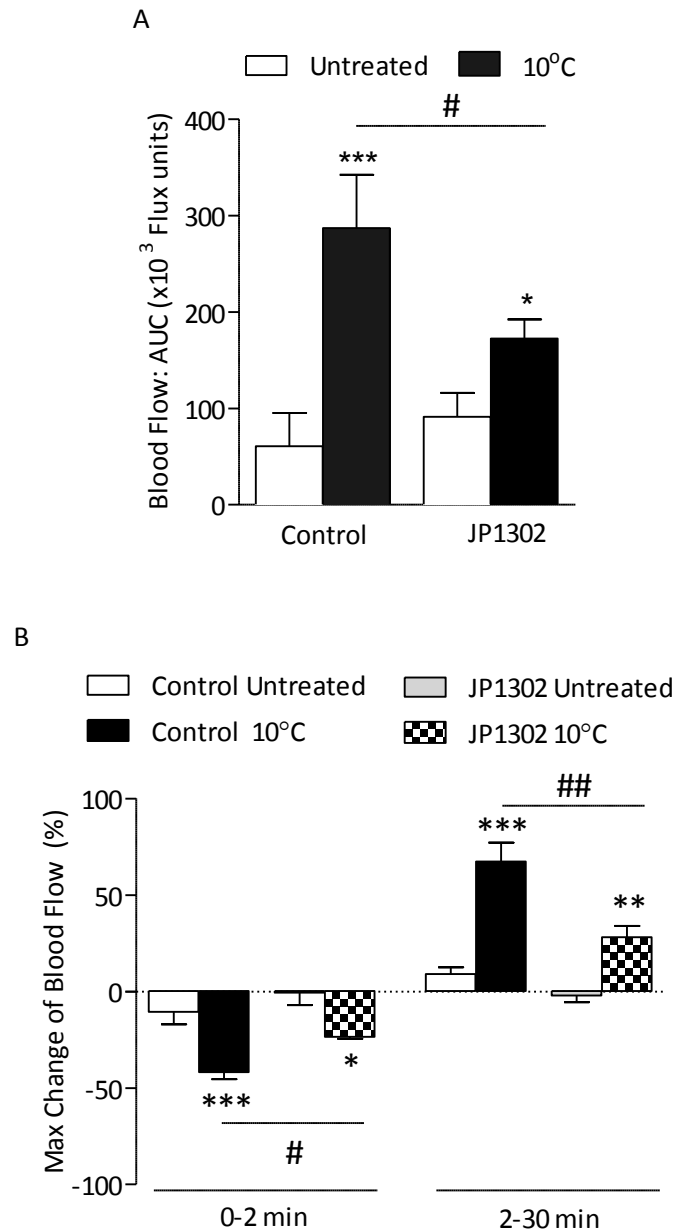 A
Untreated 10°C
#
400
***
300
*
200
100
0
Blood Flow: AUC (x10³ Flux units)
Control JP1302
B
Control Untreated JP1302 Untreated
Control 10°C JP1302 10°C
100
##
***
**
50
0
*
-50
***
#
-100
Max Change of Blood Flow (%)
0-2 min 2-30 min